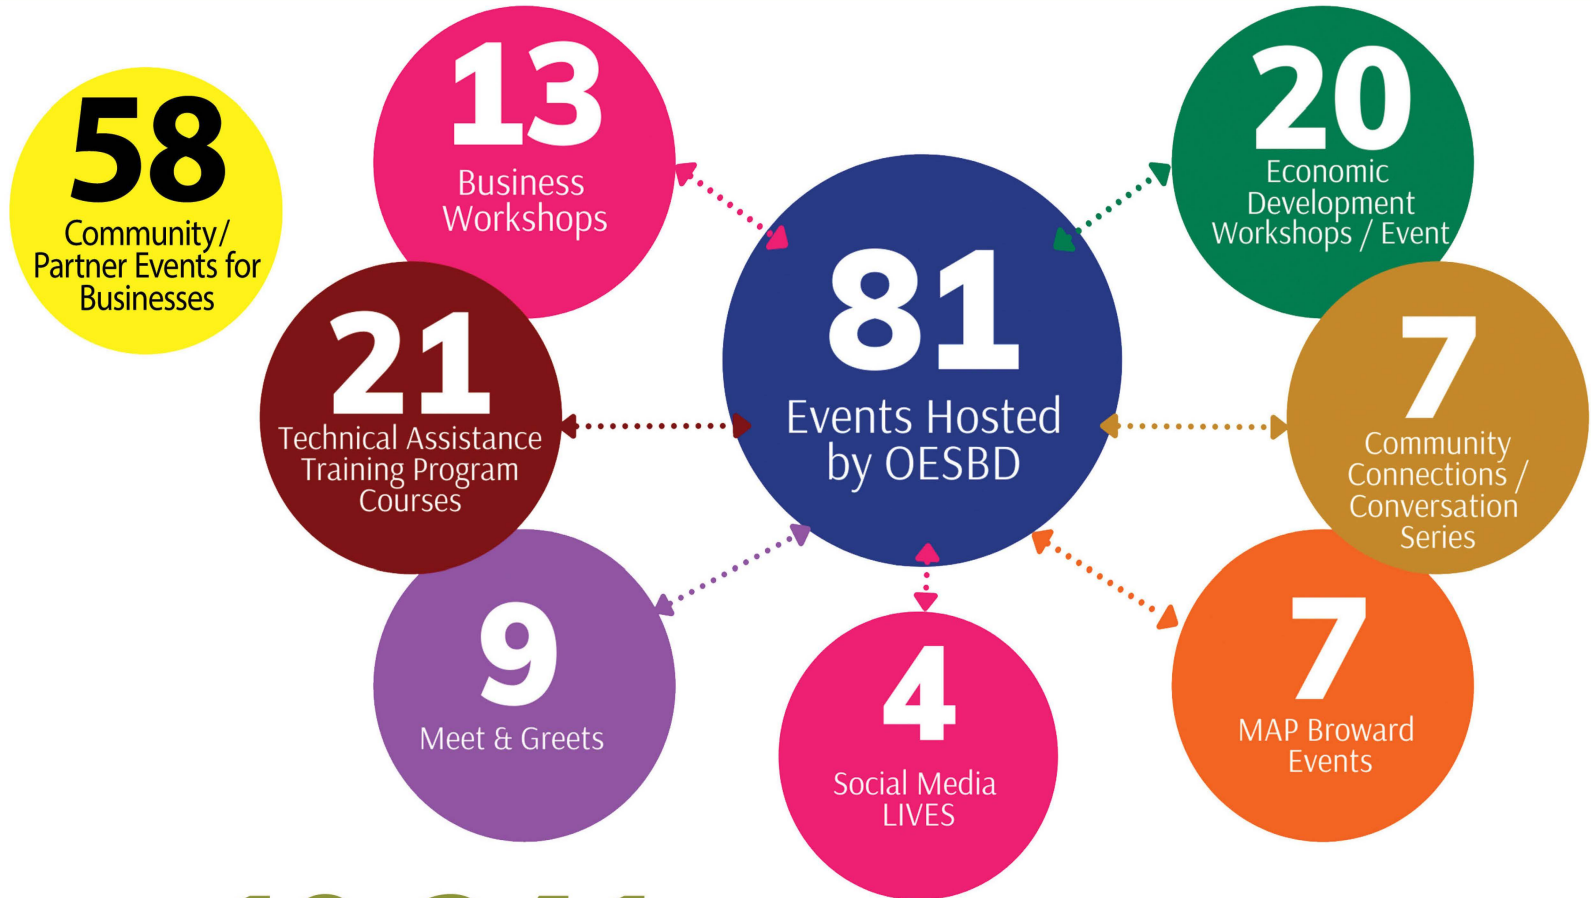 58
Community/
Partner Events for
Businesses
13
Business
Workshops
20
Economic
Development
Workshops / Event
81
Events Hosted
by OESBD
21
Technical Assistance
Training Program
Courses
7
Community
Connections /
Conversation
Series
9
Meet & Greets
4
Social Media
LIVES
7
MAP Broward
Events